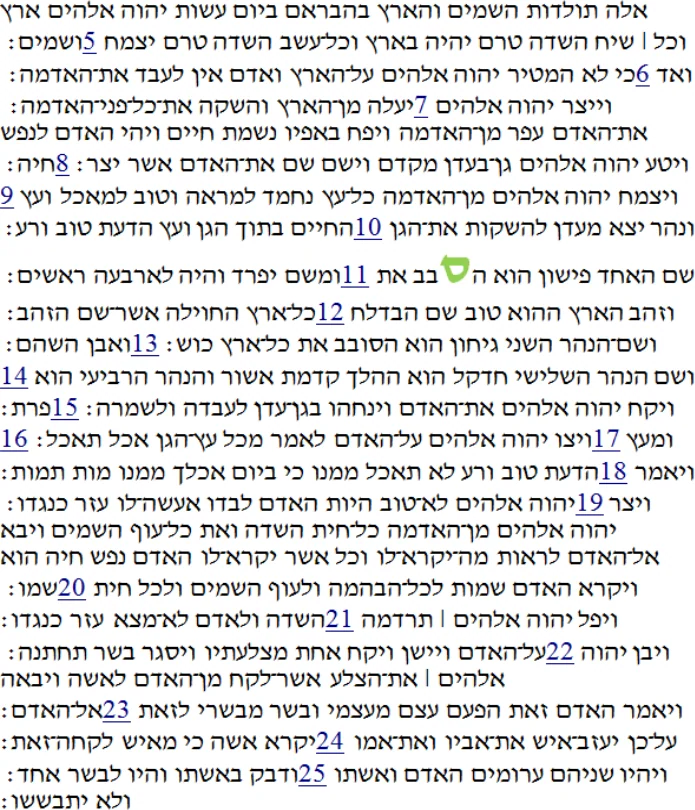 אלה תולדות השמים והארץ בהבראם ביום עשות יהוה אלהים ארץ
וכל | שיח השדה טרם יהיה בארץ וכל־עשב השדה טרם יצמח 5ושמים:
ואד 6כי לא המטיר יהוה אלהים על־הארץ ואדם אין לעבד את־האדמה:
וייצר יהוה אלהים 7יעלה מן־הארץ והשקה את־כל־פני־האדמה:
את־האדם עפר מן־האדמה ויפח באפיו נשמת חיים ויהי האדם לנפש
ויטע יהוה אלהים גן־בעדן מקדם וישם שם את־האדם אשר יצר: 8חיה:
ויצמח יהוה אלהים מן־האדמה כל־עץ נחמד למראה וטוב למאכל ועץ 9
ונהר יצא מעדן להשקות את־הגן 10החיים בתוך הגן ועץ הדעת טוב ורע:
שם האחד פישון הוא הסבב את 11ומשם יפרד והיה לארבעה ראשים:
וזהב הארץ ההוא טוב שם הבדלח 12כל־ארץ החוילה אשר־שם הזהב:
ושם־הנהר השני גיחון הוא הסובב את כל־ארץ כוש: 13ואבן השהם:
ושם הנהר השלישי חדקל הוא ההלך קדמת אשור והנהר הרביעי הוא 14
ויקח יהוה אלהים את־האדם וינחהו בגן־עדן לעבדה ולשמרה: 15פרת:
ומעץ 17ויצו יהוה אלהים על־האדם לאמר מכל עץ־הגן אכל תאכל: 16
ויאמר 18הדעת טוב ורע לא תאכל ממנו כי ביום אכלך ממנו מות תמות:
ויצר 19יהוה אלהים לא־טוב היות האדם לבדו אעשה־לו עזר כנגדו:
יהוה אלהים מן־האדמה כל־חית השדה ואת כל־עוף השמים ויבא
אל־האדם לראות מה־יקרא־לו וכל אשר יקרא־לו האדם נפש חיה הוא
ויקרא האדם שמות לכל־הבהמה ולעוף השמים ולכל חית 20שמו:
ויפל יהוה אלהים | תרדמה 21השדה ולאדם לא־מצא עזר כנגדו:
ויבן יהוה 22על־האדם ויישן ויקח אחת מצלעתיו ויסגר בשר תחתנה:
אלהים | את־הצלע אשר־לקח מן־האדם לאשה ויבאה
ויאמר האדם זאת הפעם עצם מעצמי ובשר מבשרי לזאת 23אל־האדם:
על־כן יעזב־איש את־אביו ואת־אמו 24יקרא אשה כי מאיש לקחה־זאת:
ויהיו שניהם ערומים האדם ואשתו 25ודבק באשתו והיו לבשר אחד:
ולא יתבששו: